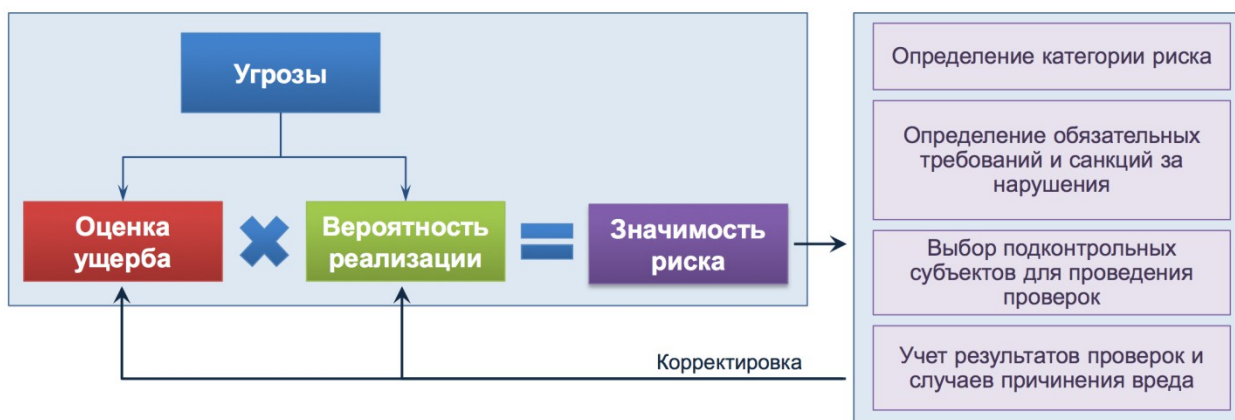 Угрозы
Оценка
ущерба
Вероятность
реализации
Значимость
риска
Корректировка
Определение категории риска
Определение обязательных
требований и санкций за
нарушения
Выбор подконтрольных
субъектов для проведения
проверок
Учет результатов проверок и
случаев причинения вреда